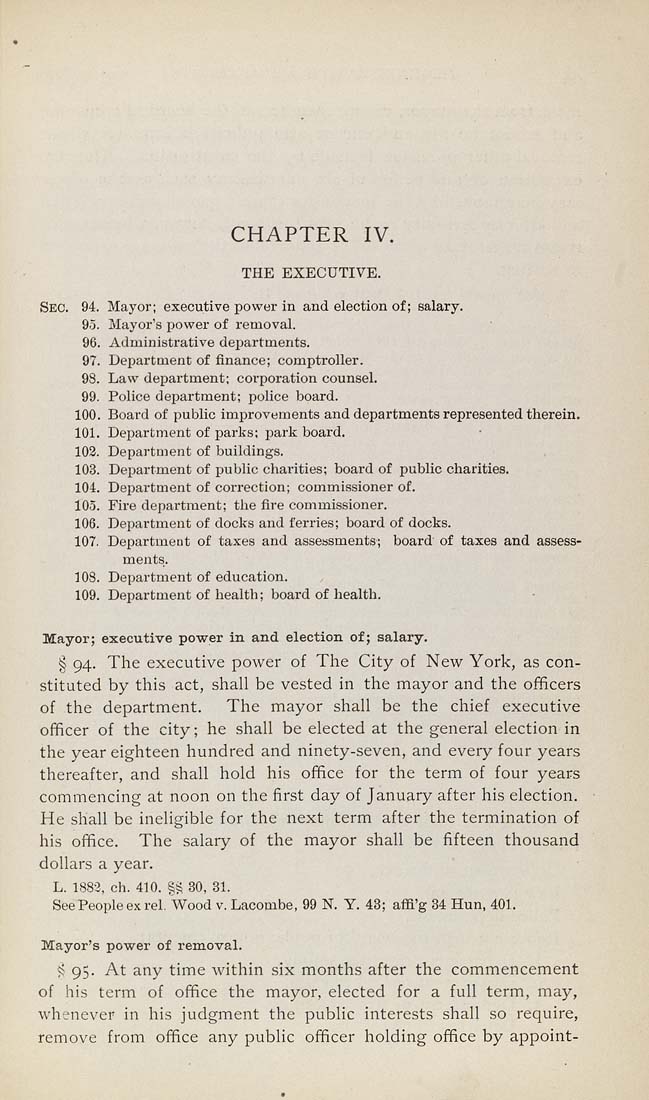 CHAPTER IV.
THE EXECUTIVE.
SEC. 94. Mayor; executive power in and election of; salary.
95. Mayor's power of removal.
96. Administrative departments.
97. Department of finance; comptroller.
98. Law department; corporation counsel.
99. Police department; police board.
100. Board of public improvements and departments represented therein.
101. Department of parks; park board.
102. Department of buildings.
103. Department of public charities; board of public charities.
104. Department of correction; commissioner of.
105. Fire department; the fire commissioner.
106. Department of docks and ferries; board of docks.
107. Department of taxes and assessments; board of taxes and assess-
ments.
108. Department of education.
109. Department of health; board of health.
Mayor; executive power in and election of; salary.
§ 94. The executive power of The City of New York, as con-
stituted by this act, shall be vested in the mayor and the officers
of the department. The mayor shall be the chief executive
officer of the city; he shall be elected at the general election in
the year eighteen hundred and ninety-seven, and every four years
thereafter, and shall hold his office for the term of four years
commencing at noon on the first day of January after his election.
He shall be ineligible for the next term after the termination of
his office. The salary of the mayor shall be fifteen thousand
dollars a year.
L. 1882, ch. 410. §§ 30, 31.
See People ex rel. Wood v. Lacombe, 99 N. Y. 43; affi'g 34 Hun, 401.
Mayor's power of removal.
§ 95. At any time within six months after the commencement
of his term of office the mayor, elected for a full term, may,
whenever in his judgment the public interests shall so require,
remove from office any public officer holding office by appoint-